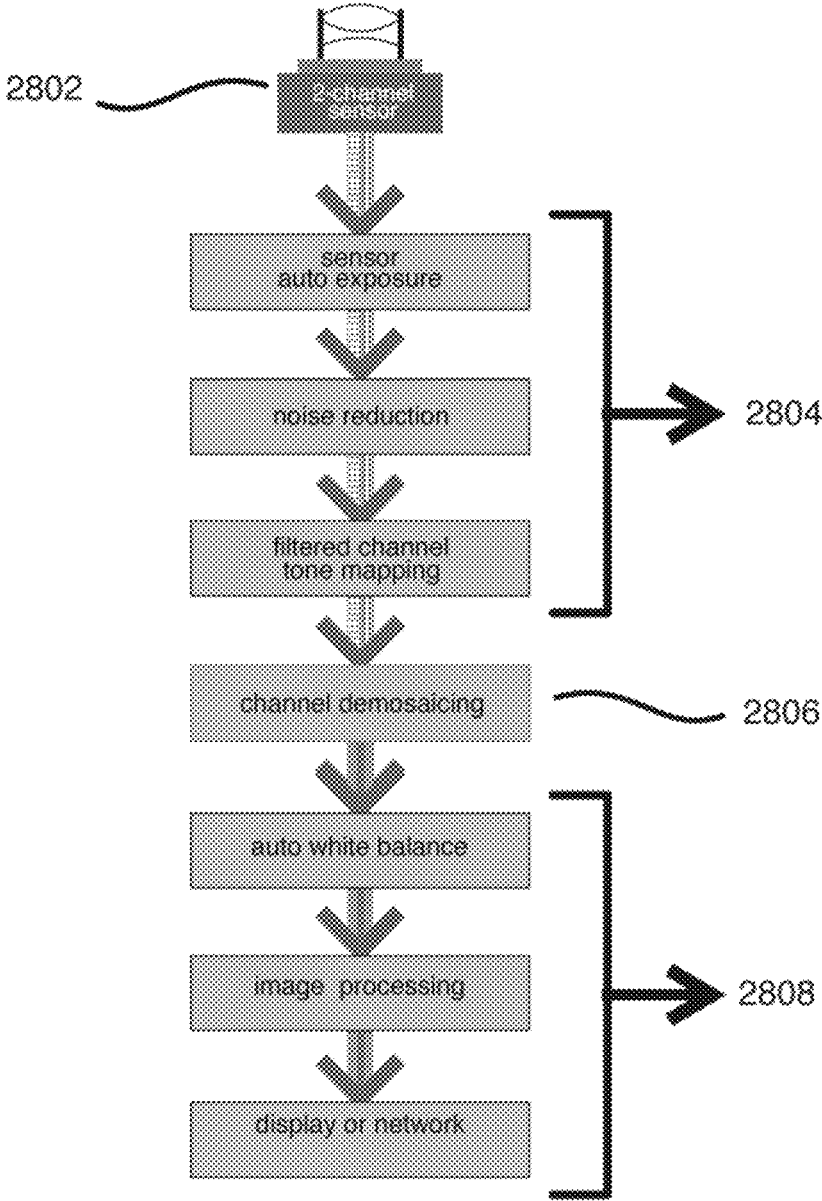 2802
2-channel
sensor
sensor
auto exposure
noise reduction
2804
filtered channel
tone mapping
channel demosaicing
2806
auto white balance
image processing
2808
display or network